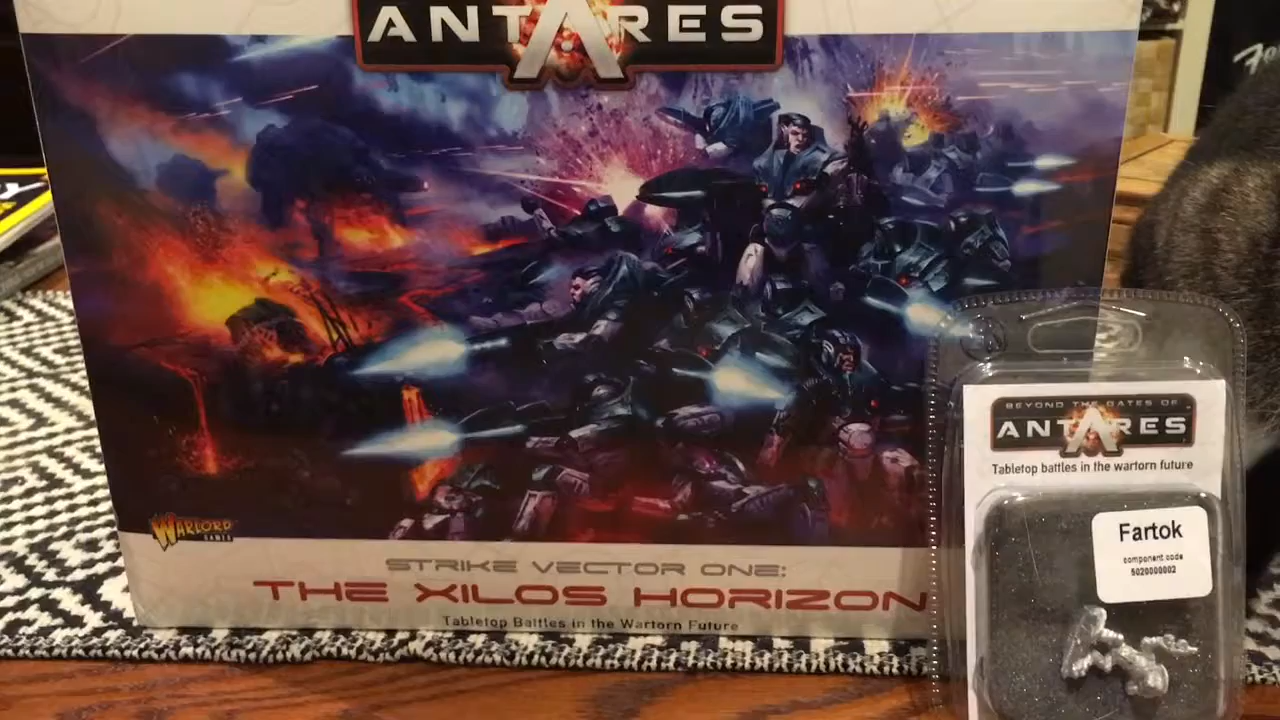 ANTARES
WARLORD
GAMES
STRIKE VECTOR ONE:
THE XILOS HORIZON
Tabletop Battles in the Wartorn Future
BEYOND THE GATES OF
ANTARES
Tabletop battles in the wartorn future
Fartok
component code
5020000002